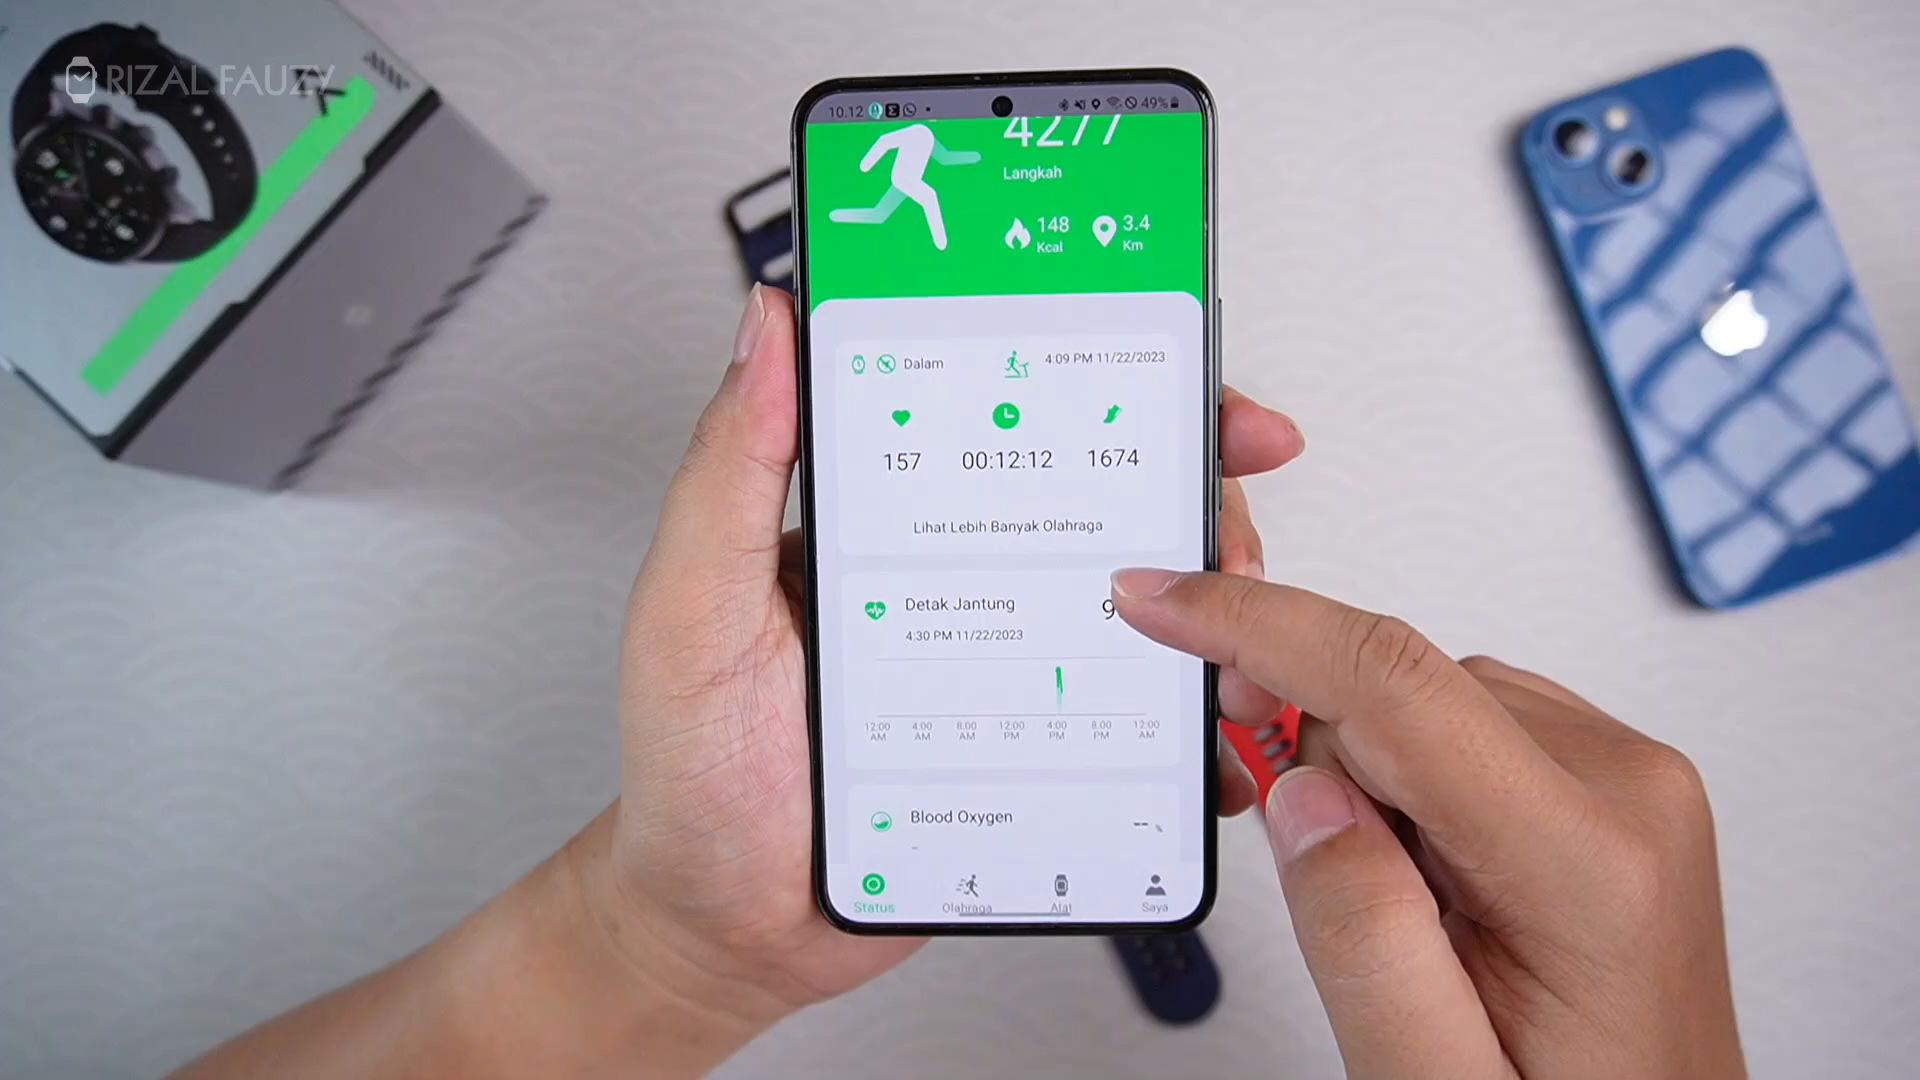 RIZAL FAUZY
10.12
49%
4277
Langkah
148
Kcal
3.4
Km
Dalam
4:09 PM 11/22/2023
157
00:12:12
1674
Lihat Lebih Banyak Olahraga
Detak Jantung
9
4:30 PM 11/22/2023
12:00 AM
4:00 AM
8:00 AM
12:00 PM
4:00 PM
8:00 PM
12:00 AM
Blood Oxygen
-- %
--
Status
Olahraga
Alat
Saya